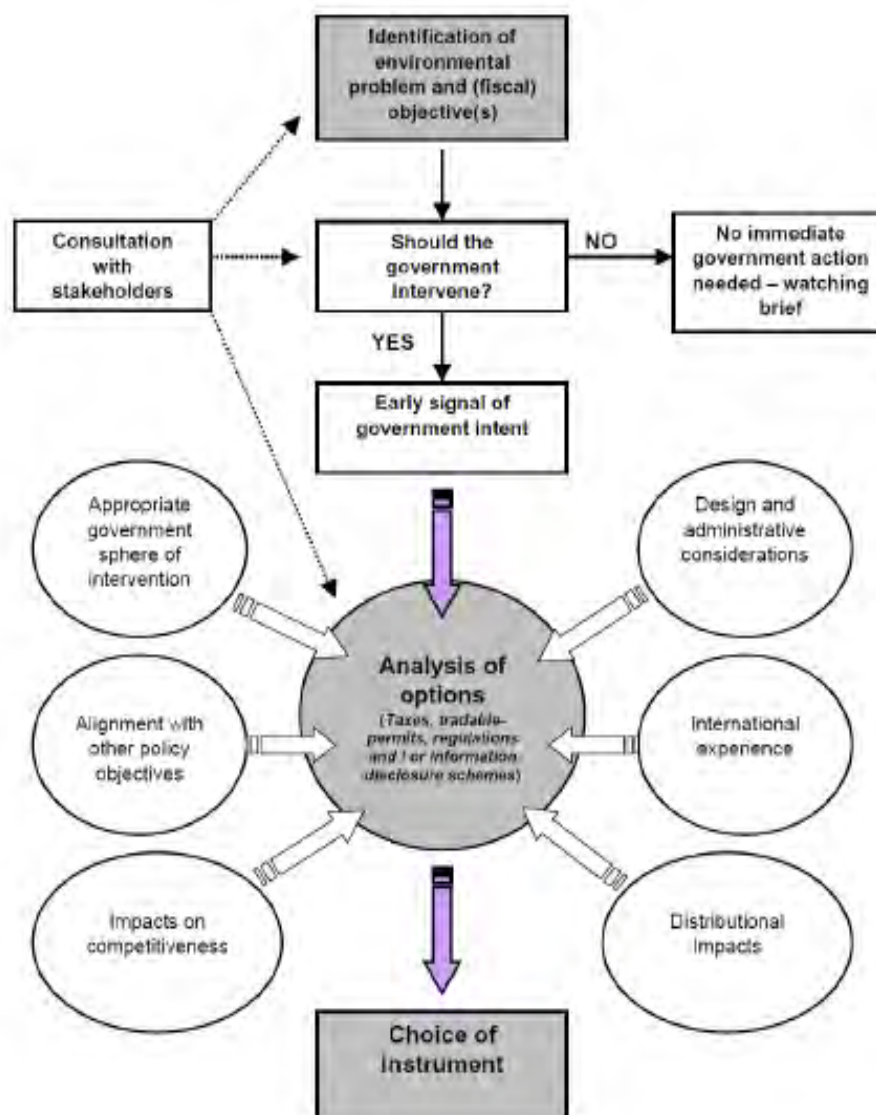 Identification of
environmental
problem and (fiscal)
objective(s)
Consultation
with
stakeholders
Should the
government
Intervene?
NO
No immediate
government action
needed – watching
brief
YES
Early signal of
government intent
Appropriate
government
sphere of
intervention
Design and
administrative
considerations
Analysis of
options
(Taxes, tradable-
permits, regulations
and / or information
disclosure schemes)
Alignment with
other policy
objectives
International
experience
Impacts on
competitiveness
Distributional
Impacts
Choice of
instrument